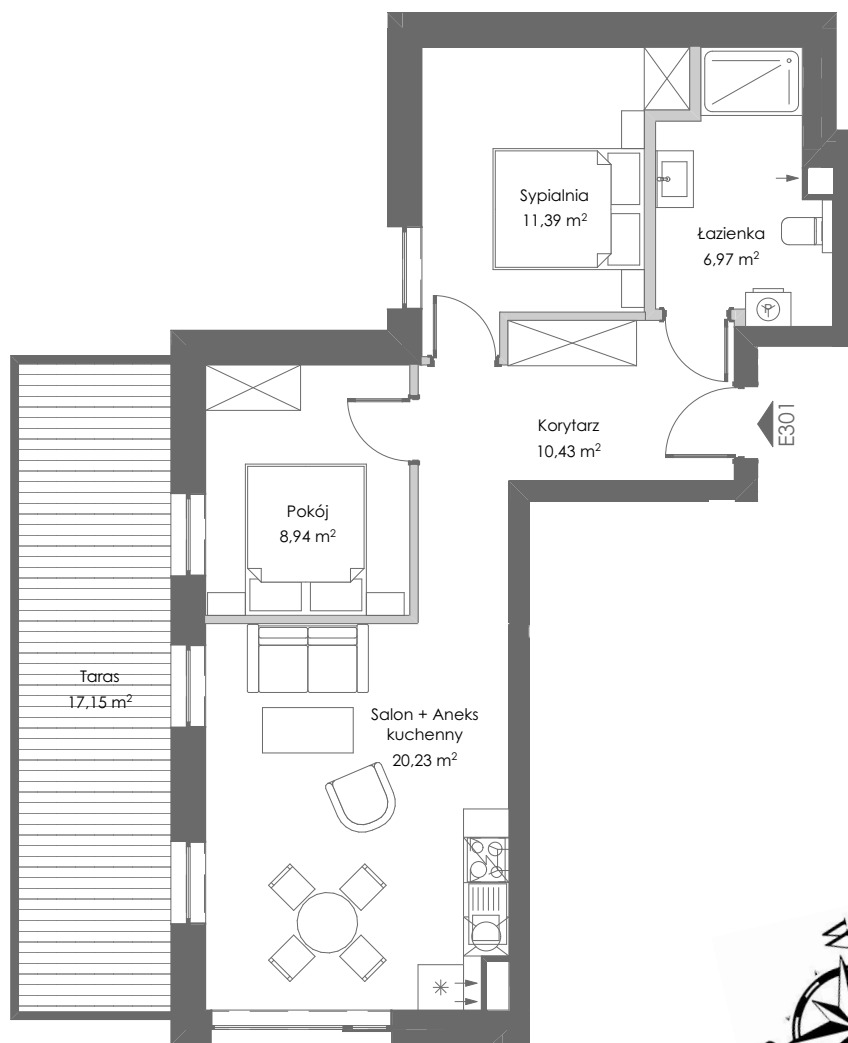 Sypialnia
11,39 m²
Łazienka
6,97 m²
Korytarz
10,43 m²
E301
Pokój
8,94 m²
Taras
17,15 m²
Salon + Aneks
kuchenny
20,23 m²